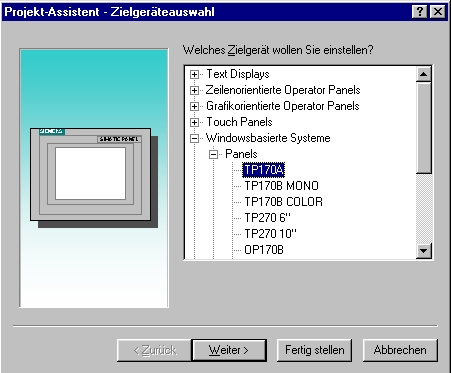 Projekt-Assistent - Zielgeräteauswahl
Welches Zielgerät wollen Sie einstellen?
SIEMENS
SIMATIC PANEL
Text Displays
Zeilenorientierte Operator Panels
Grafikorientierte Operator Panels
Touch Panels
Windowsbasierte Systeme
Panels
TP170A
TP170B MONO
TP170B COLOR
TP270 6"
TP270 10"
OP170B
< Zurück
Weiter >
Fertig stellen
Abbrechen